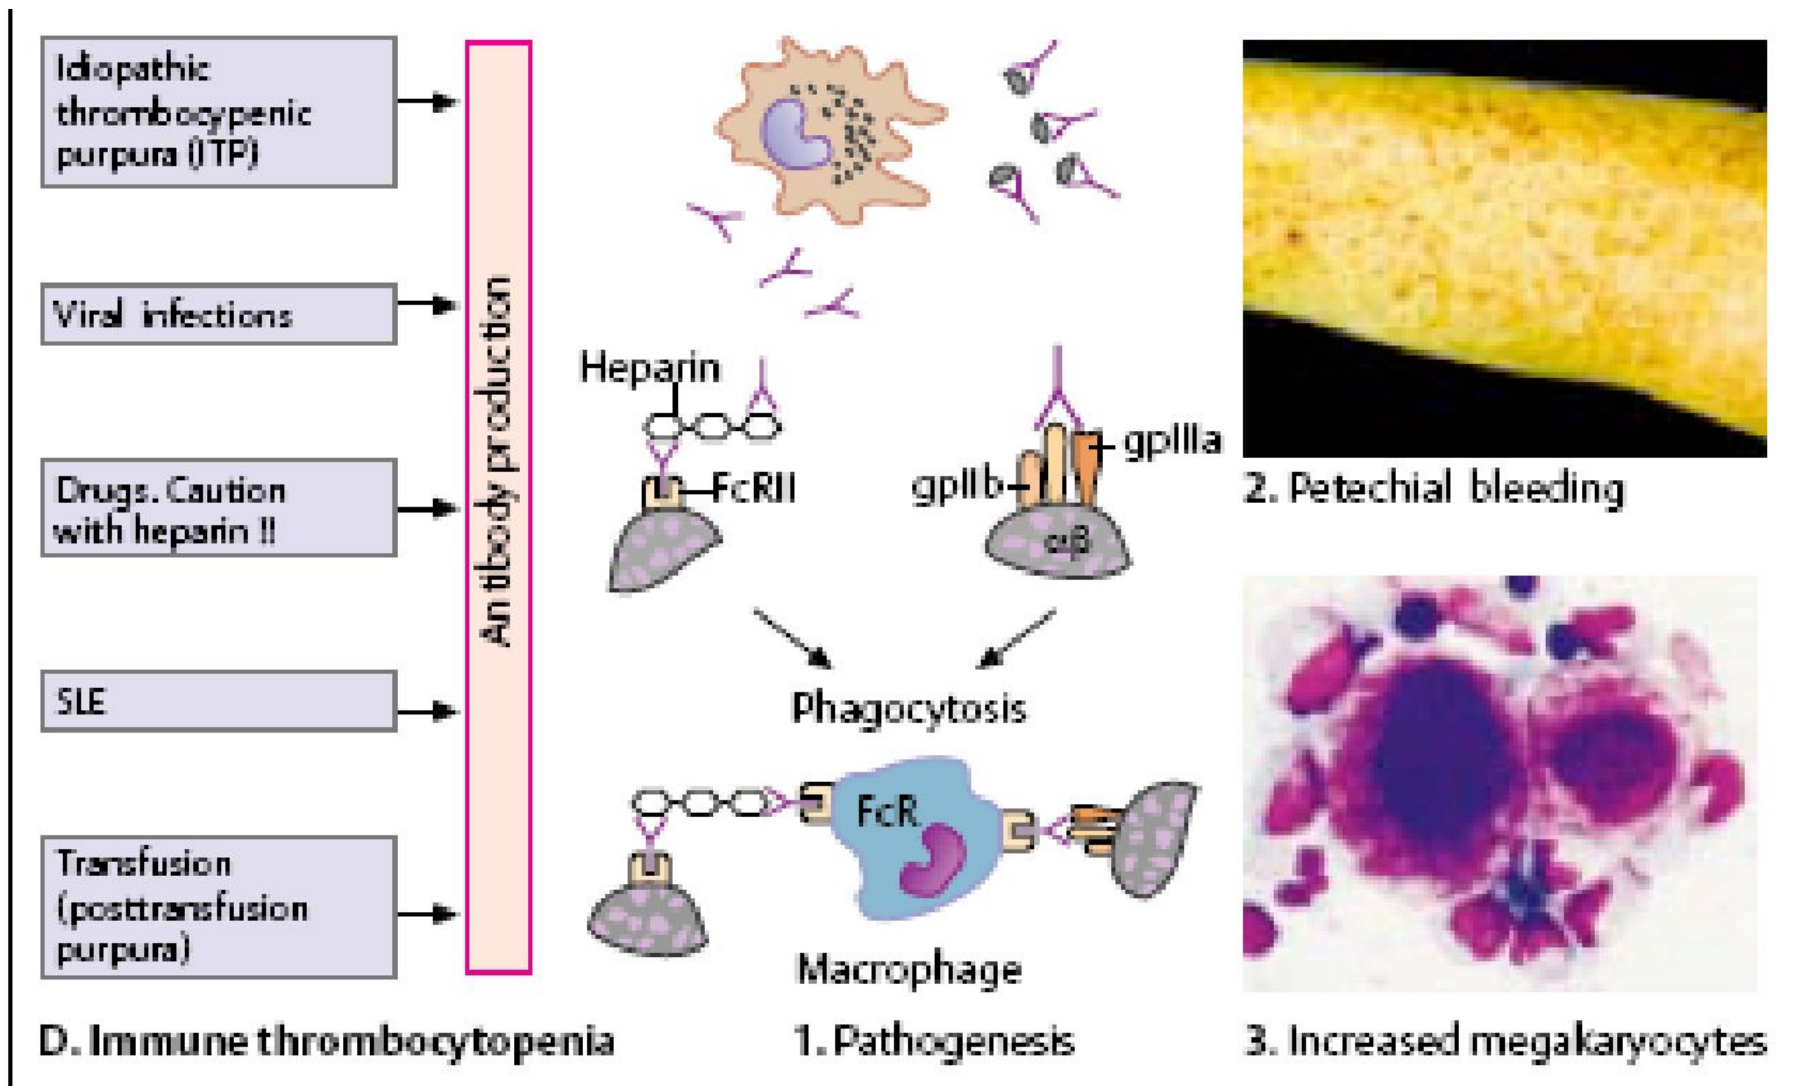 Idiopathic
thrombocypenic
purpura (ITP)
Viral infections
Drugs. Caution
with heparin !!
SLE
Transfusion
(posttransfusion
purpura)
Antibody production
Heparin
FcRII
gpIIb
gpIIIa
αβ
Phagocytosis
FcR
Macrophage
2. Petechial bleeding
D. Immune thrombocytopenia
1. Pathogenesis
3. Increased megakaryocytes